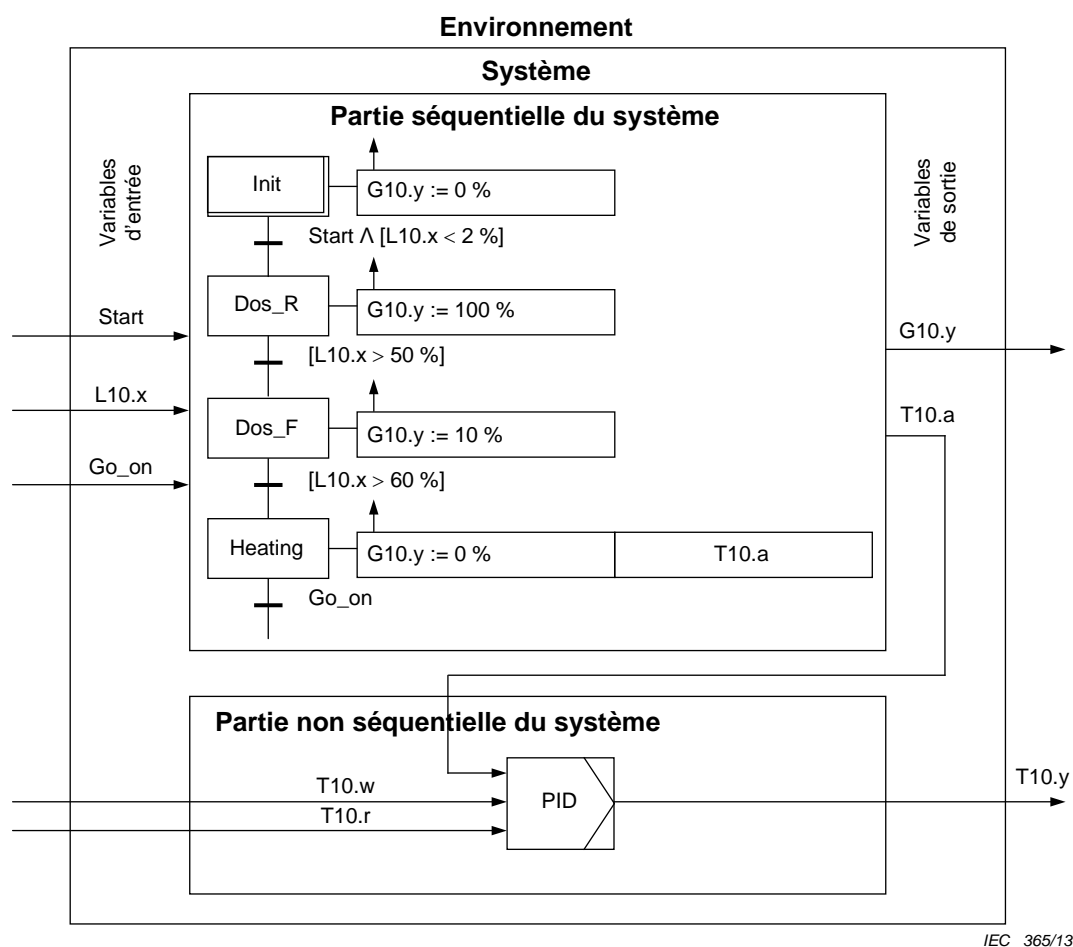 Environnement
Système
Partie séquentielle du système
Variables
d'entrée
Variables
de sortie
Init
G10.y := 0 %
Start Λ [L10.x < 2 %]
Dos_R
G10.y := 100 %
Start
G10.y
[L10.x > 50 %]
L10.x
T10.a
Dos_F
G10.y := 10 %
Go_on
[L10.x > 60 %]
Heating
G10.y := 0 %
T10.a
Go_on
Partie non séquentielle du système
T10.w
T10.r
PID
T10.y
IEC 365/13